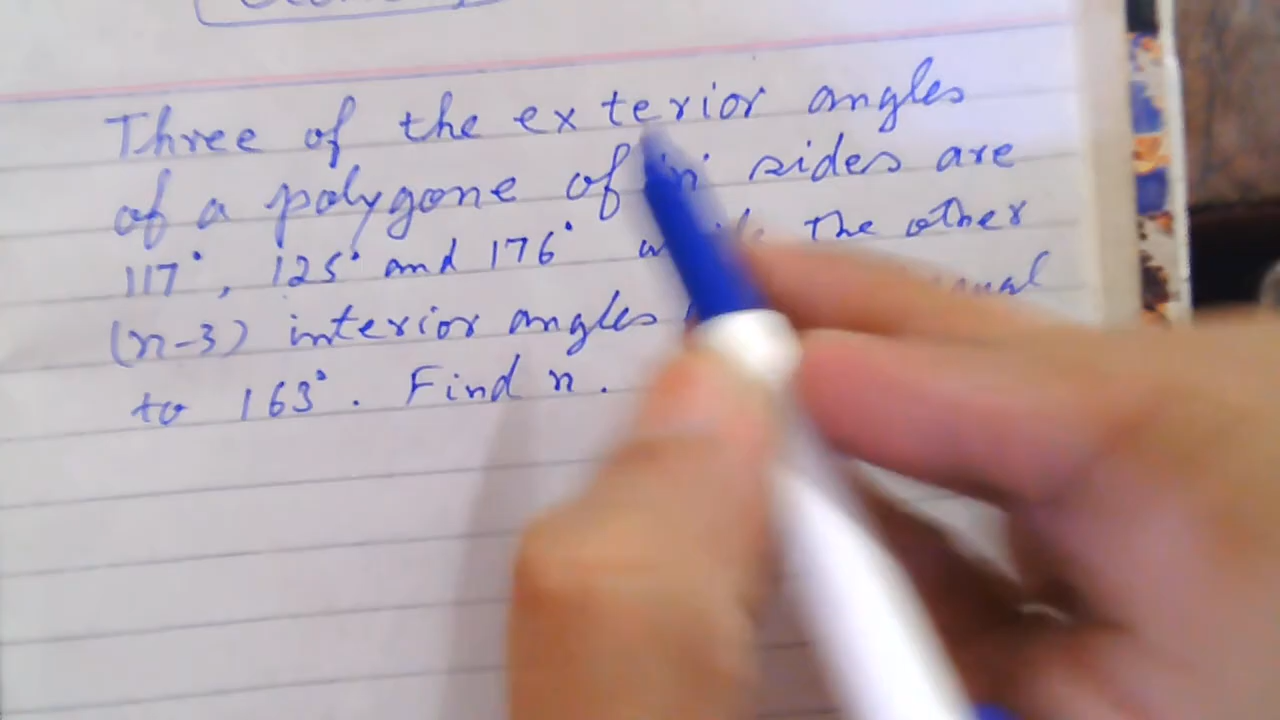 Three of the exterior angles
of a polygone of 'n' sides are
117°, 125° and 176° the other
(n-3) interior angles
to 163°. Find n.